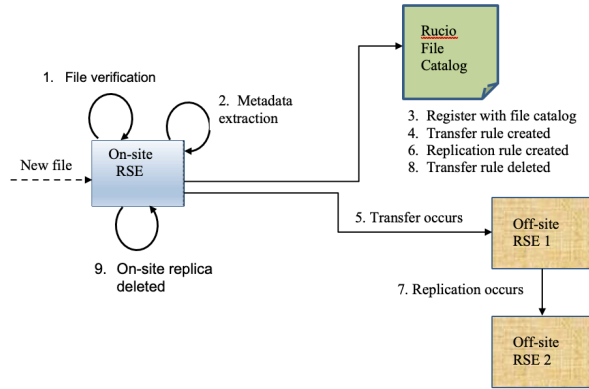 Rucio
File
Catalog
1. File verification
2. Metadata
extraction
3. Register with file catalog
4. Transfer rule created
6. Replication rule created
8. Transfer rule deleted
New file
On-site
RSE
5. Transfer occurs
Off-site
RSE 1
9. On-site replica
deleted
7. Replication occurs
Off-site
RSE 2